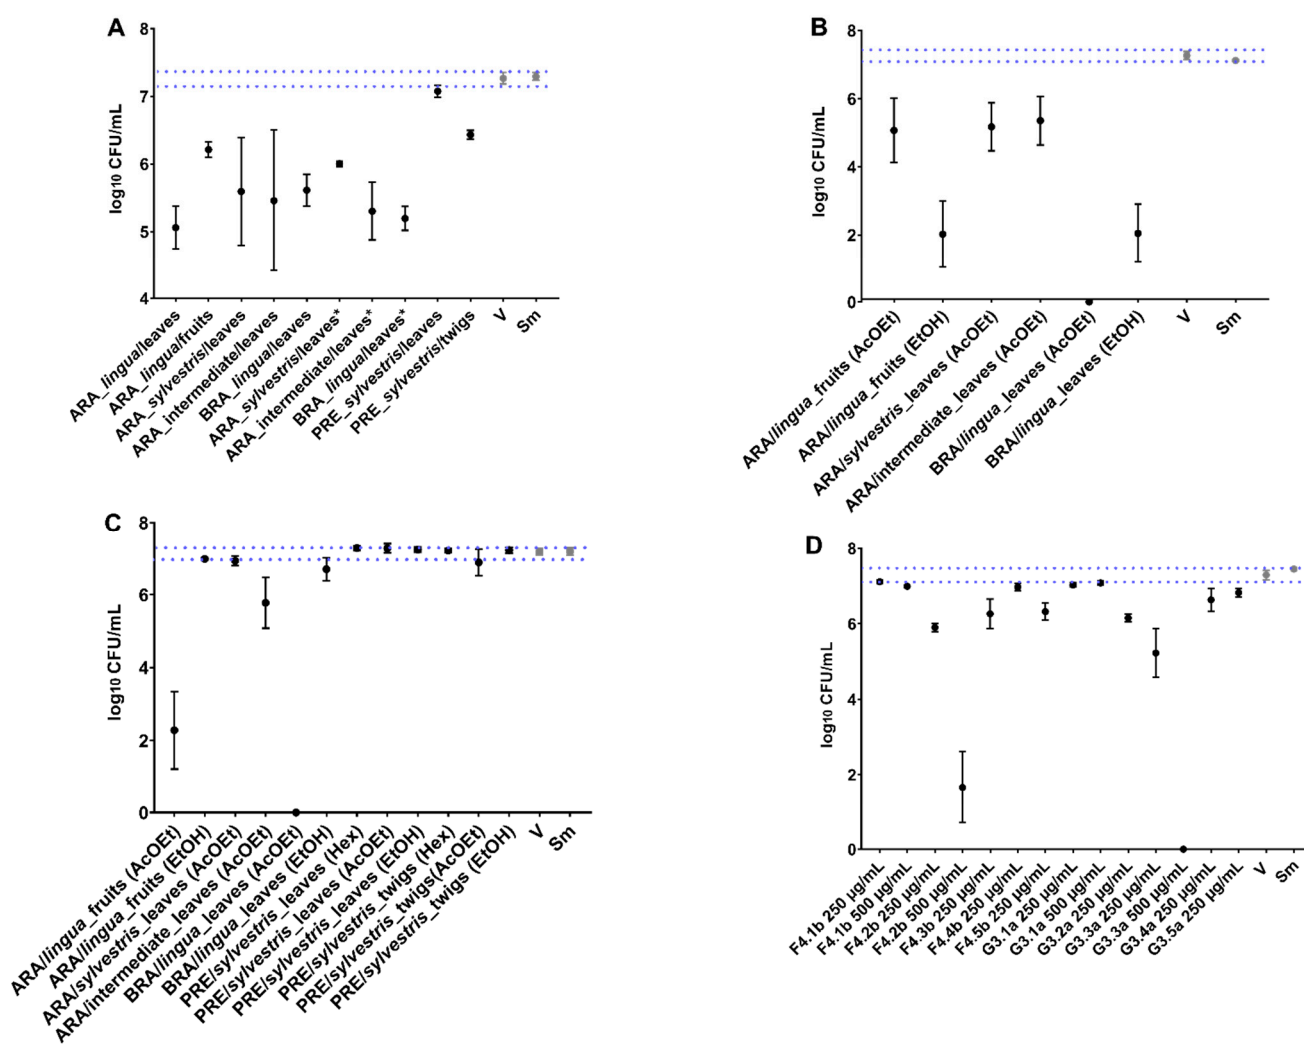 A
log10 CFU/mL
8
7
6
5
4
ARA_lingua/leaves
ARA_lingua/fruits
ARA_sylvestris/leaves
ARA_intermediate/leaves
BRA_lingua/leaves
ARA_sylvestris/leaves*
ARA_intermediate/leaves*
BRA_lingua/leaves*
PRE_sylvestris/leaves
PRE_sylvestris/twigs
V
Sm
B
log10 CFU/mL
8
6
4
2
0
ARA/lingua_fruits (AcOEt)
ARA/lingua_fruits (EtOH)
ARA/sylvestris_leaves (AcOEt)
ARA/intermediate_leaves (AcOEt)
BRA/lingua_leaves (AcOEt)
BRA/lingua_leaves (EtOH)
V
Sm
C
log10 CFU/mL
8
6
4
2
0
ARA/lingua_fruits (AcOEt)
ARA/lingua_fruits (EtOH)
ARA/sylvestris_leaves (AcOEt)
ARA/intermediate_leaves (AcOEt)
BRA/lingua_leaves (AcOEt)
BRA/lingua_leaves (EtOH)
PRE/sylvestris_leaves (Hex)
PRE/sylvestris_leaves (AcOEt)
PRE/sylvestris_leaves (EtOH)
PRE/sylvestris_twigs (Hex)
PRE/sylvestris_twigs(AcOEt)
PRE/sylvestris_twigs (EtOH)
V
Sm
D
log10 CFU/mL
8
6
4
2
0
F4.1b 250 µg/mL
F4.1b 500 µg/mL
F4.2b 250 µg/mL
F4.2b 500 µg/mL
F4.3b 250 µg/mL
F4.4b 250 µg/mL
F4.5b 250 µg/mL
G3.1a 250 µg/mL
G3.1a 500 µg/mL
G3.2a 250 µg/mL
G3.3a 250 µg/mL
G3.3a 500 µg/mL
G3.4a 250 µg/mL
G3.5a 250 µg/mL
V
Sm